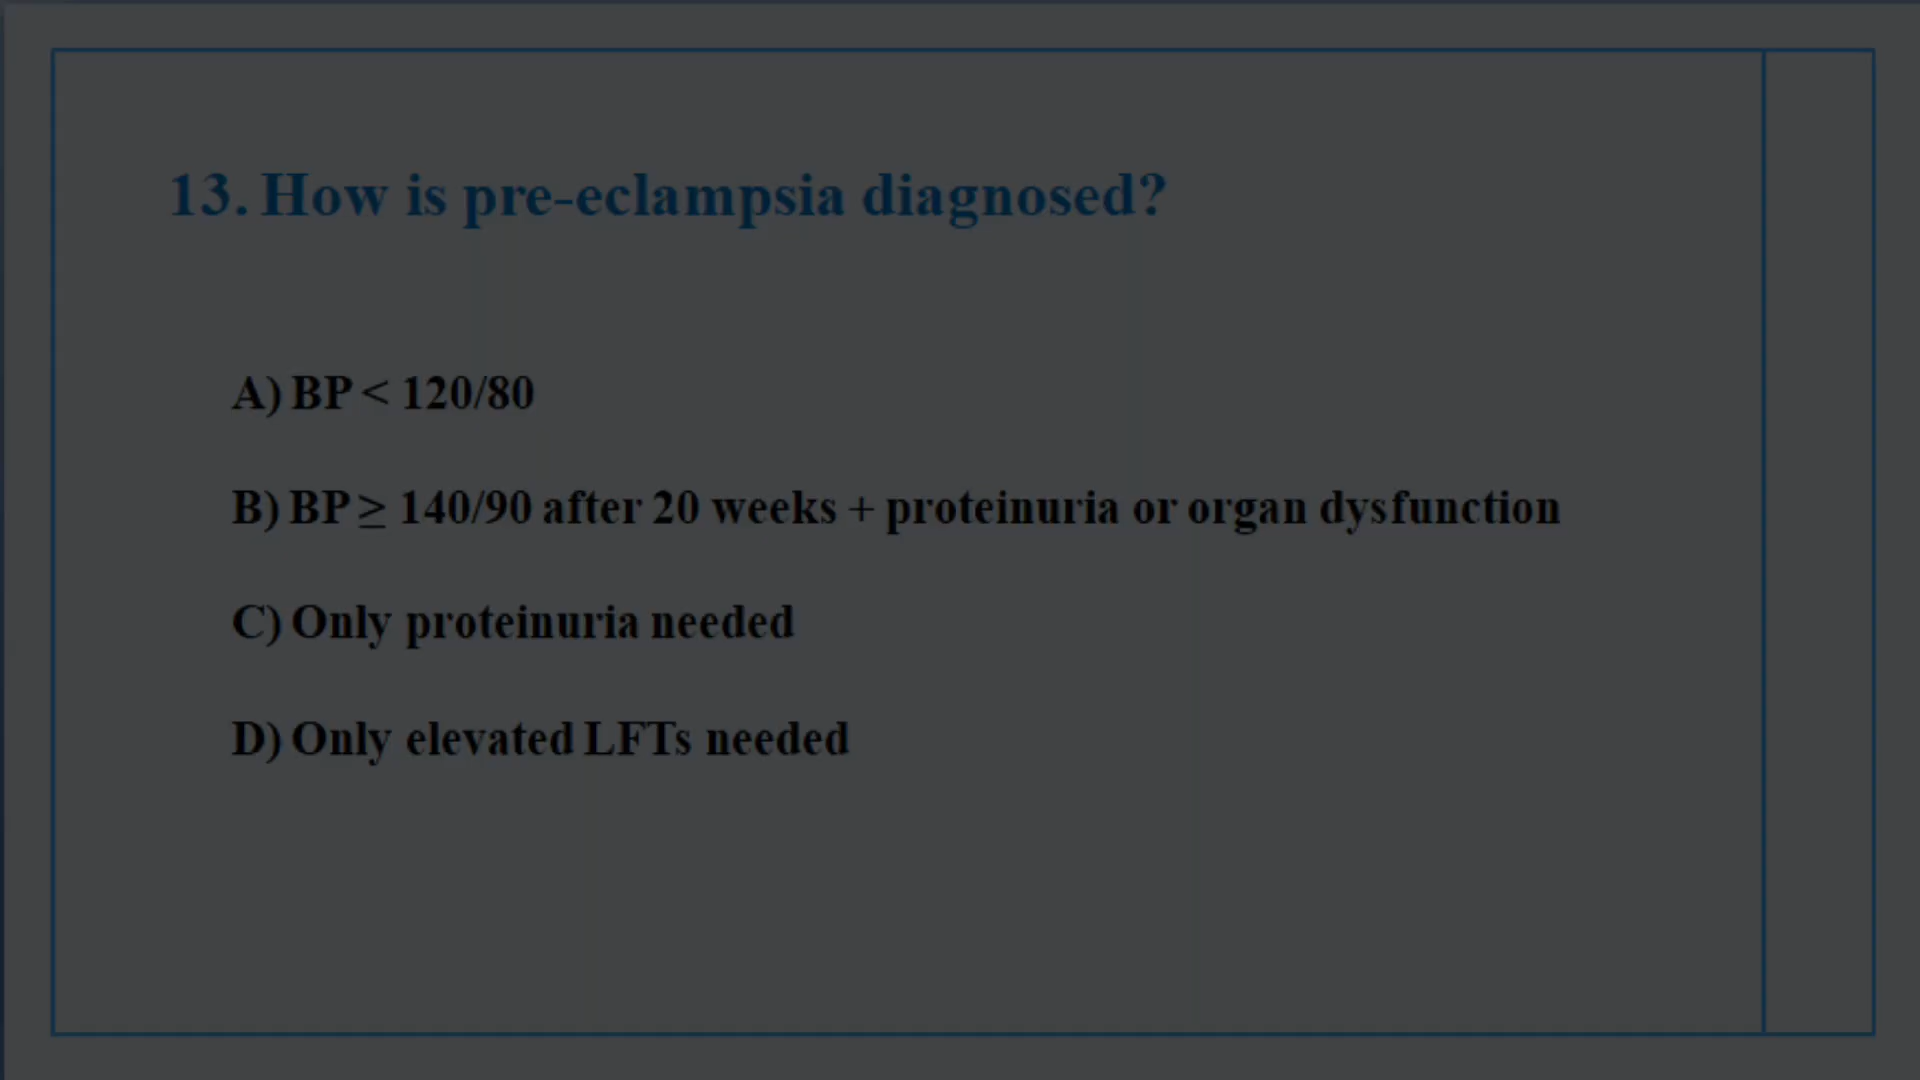 13. How is pre-eclampsia diagnosed?
A) BP < 120/80
B) BP ≥ 140/90 after 20 weeks + proteinuria or organ dysfunction
C) Only proteinuria needed
D) Only elevated LFTs needed